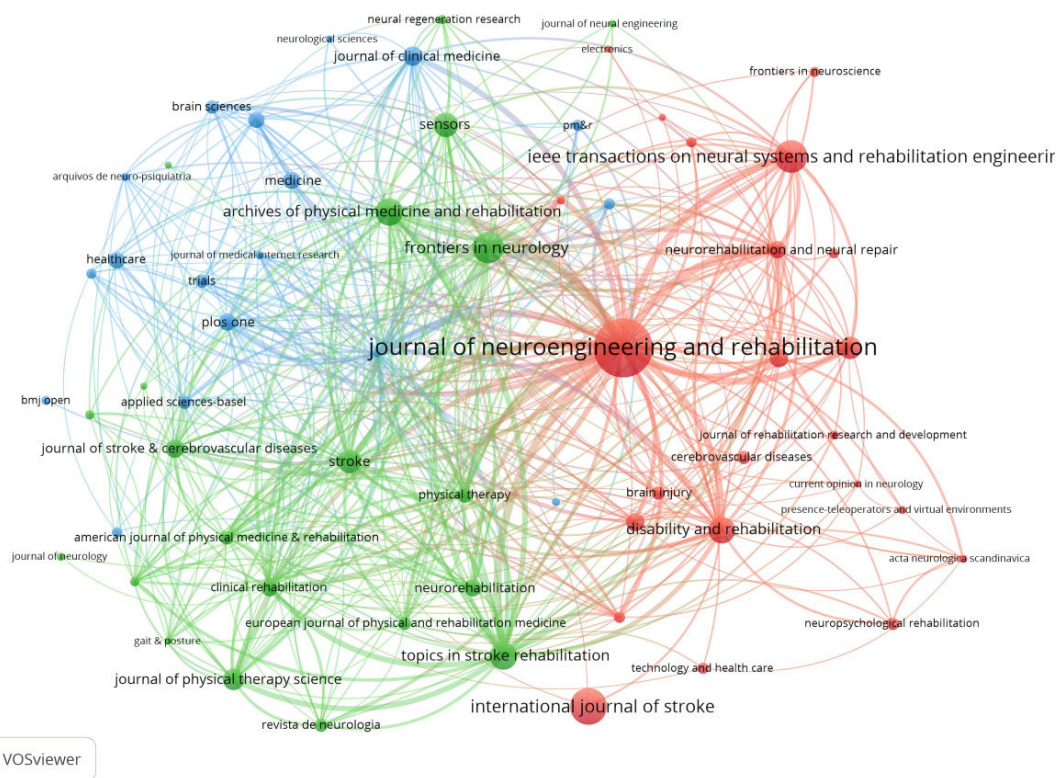 neural regeneration research
journal of neural engineering
neurological sciences
electronics
journal of clinical medicine
frontiers in neuroscience
brain sciences
sensors
pm&r
ieee transactions on neural systems and rehabilitation engineerin
arquivos de neuro-psiquiatria
medicine
archives of physical medicine and rehabilitation
frontiers in neurology
neurorehabilitation and neural repair
journal of medical internet research
healthcare
trials
plos one
journal of neuroengineering and rehabilitation
bmj open
applied sciences-basel
journal of rehabilitation research and development
journal of stroke & cerebrovascular diseases
cerebrovascular diseases
stroke
current opinion in neurology
physical therapy
brain injury
presence-teleoperators and virtual environments
disability and rehabilitation
american journal of physical medicine & rehabilitation
journal of neurology
acta neurologica scandinavica
clinical rehabilitation
neurorehabilitation
european journal of physical and rehabilitation medicine
neuropsychological rehabilitation
gait & posture
topics in stroke rehabilitation
technology and health care
journal of physical therapy science
international journal of stroke
revista de neurologia
VOSviewer